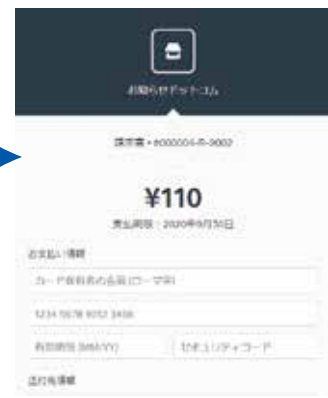 お知らせドットコム
請求書・#000004-R-9002
¥110
支払期限：2020年9月30日
お支払い情報
カード保有者の名前(ローマ字)
1234 5678 9012 3456
有効期限 (MM/YY)
セキュリティコード
送付先情報